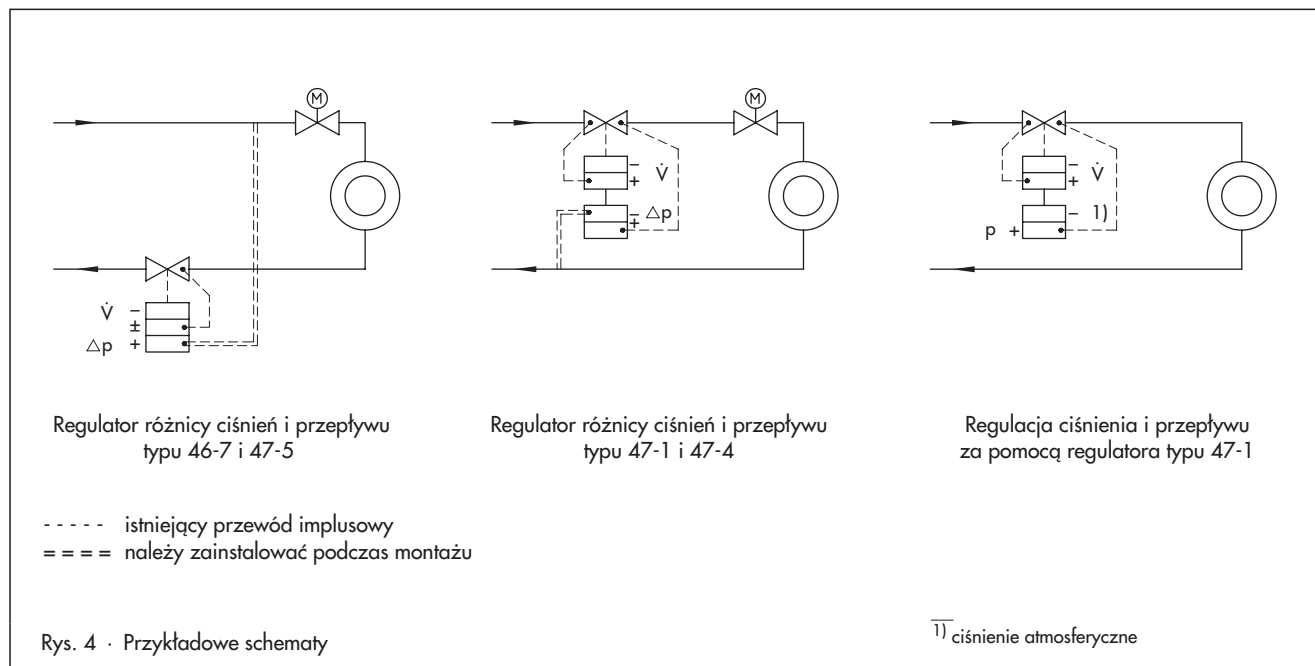 M
M
V̇ −
±
Δp +
−
+ V̇
−
+ Δp
−
+ V̇
− 1)
p +
Regulator różnicy ciśnień i przepływu
typu 46-7 i 47-5
Regulator różnicy ciśnień i przepływu
typu 47-1 i 47-4
Regulacja ciśnienia i przepływu
za pomocą regulatora typu 47-1
- - - - - istniejący przewód implusowy
= = = = należy zainstalować podczas montażu
Rys. 4 · Przykładowe schematy
1) ciśnienie atmosferyczne